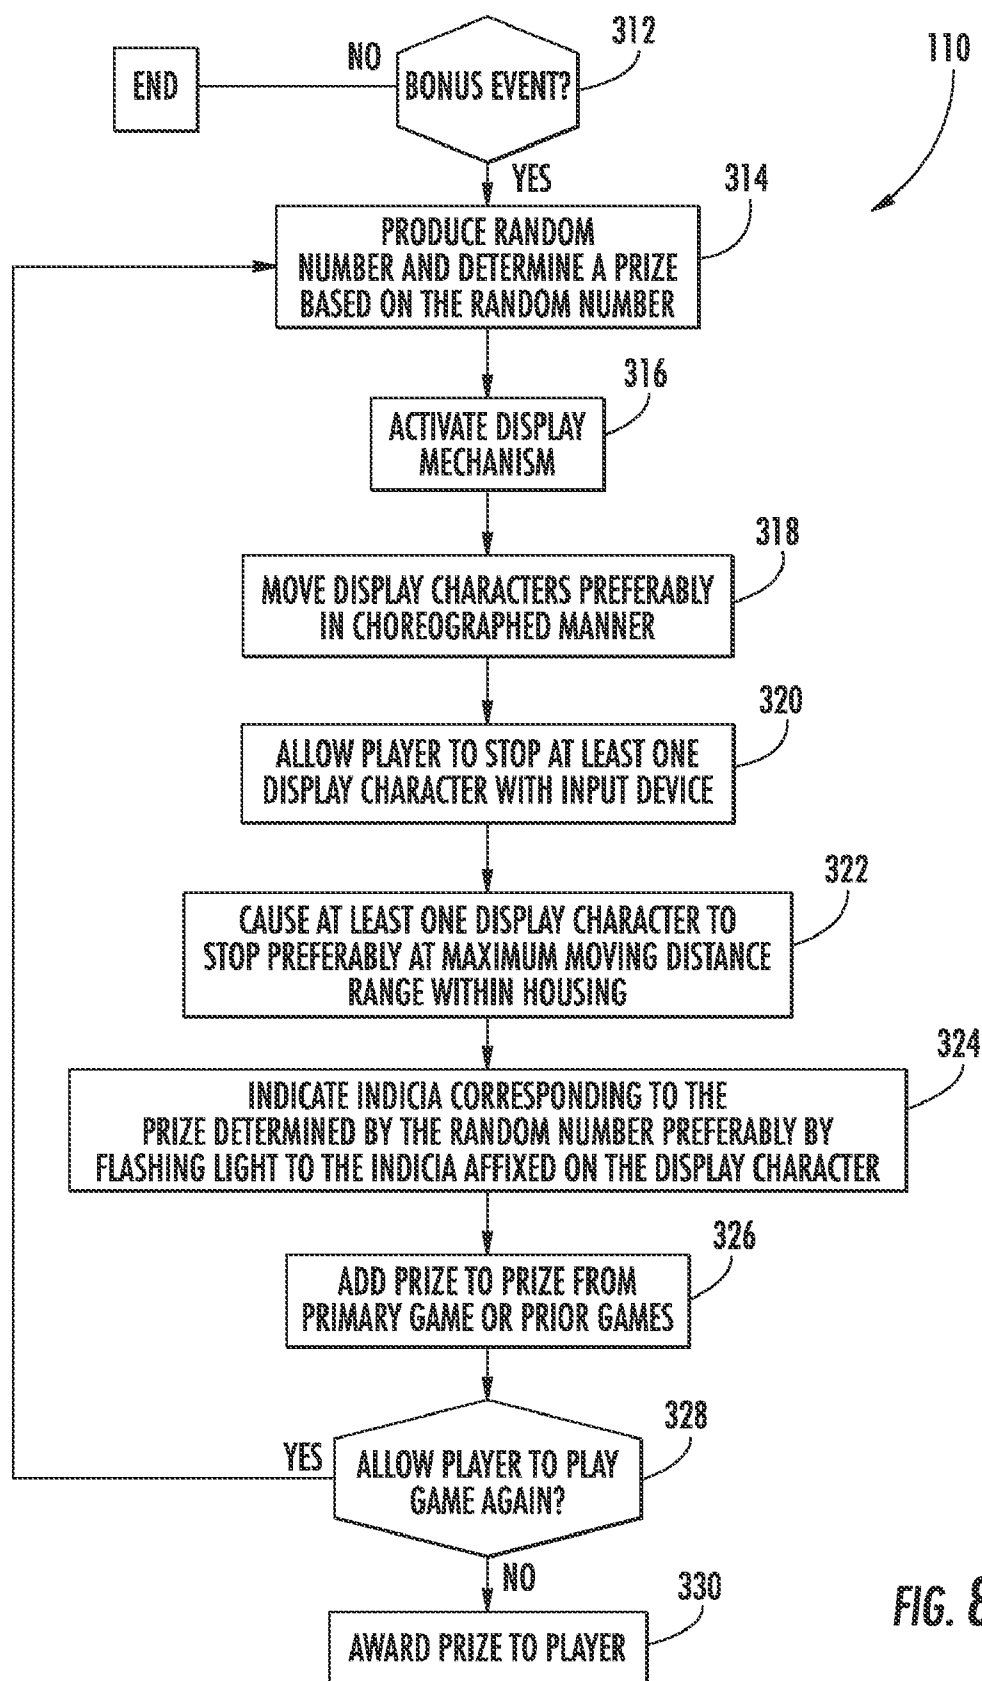 312
110
NO
END
BONUS EVENT?
YES
314
PRODUCE RANDOM
NUMBER AND DETERMINE A PRIZE
BASED ON THE RANDOM NUMBER
316
ACTIVATE DISPLAY
MECHANISM
318
MOVE DISPLAY CHARACTERS PREFERABLY
IN CHOREOGRAPHED MANNER
320
ALLOW PLAYER TO STOP AT LEAST ONE
DISPLAY CHARACTER WITH INPUT DEVICE
322
CAUSE AT LEAST ONE DISPLAY CHARACTER TO
STOP PREFERABLY AT MAXIMUM MOVING DISTANCE
RANGE WITHIN HOUSING
324
INDICATE INDICIA CORRESPONDING TO THE
PRIZE DETERMINED BY THE RANDOM NUMBER PREFERABLY BY
FLASHING LIGHT TO THE INDICIA AFFIXED ON THE DISPLAY CHARACTER
326
ADD PRIZE TO PRIZE FROM
PRIMARY GAME OR PRIOR GAMES
328
YES
ALLOW PLAYER TO PLAY
GAME AGAIN?
NO
330
FIG. 8
AWARD PRIZE TO PLAYER